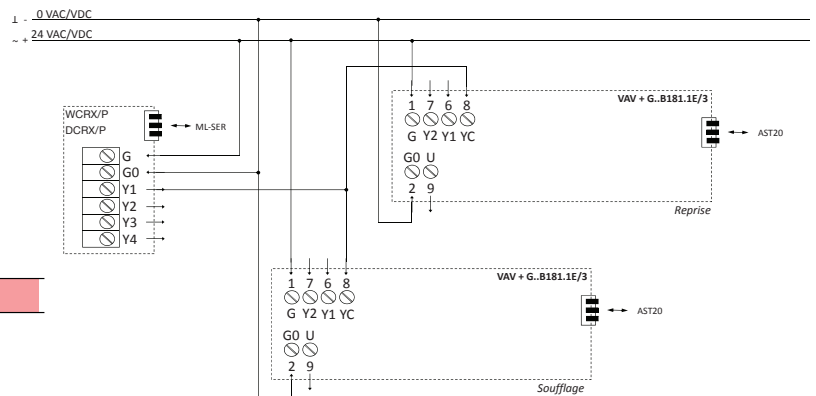 ⊥ - 0 VAC/VDC
~ + 24 VAC/VDC
WCRX/P
DCRX/P
ML-SER
G
G0
Y1
Y2
Y3
Y4
VAV + G..B181.1E/3
1 7 6 8
G Y2 Y1 YC
G0 U
2 9
AST20
Reprise
VAV + G..B181.1E/3
1 7 6 8
G Y2 Y1 YC
G0 U
2 9
AST20
Soufflage